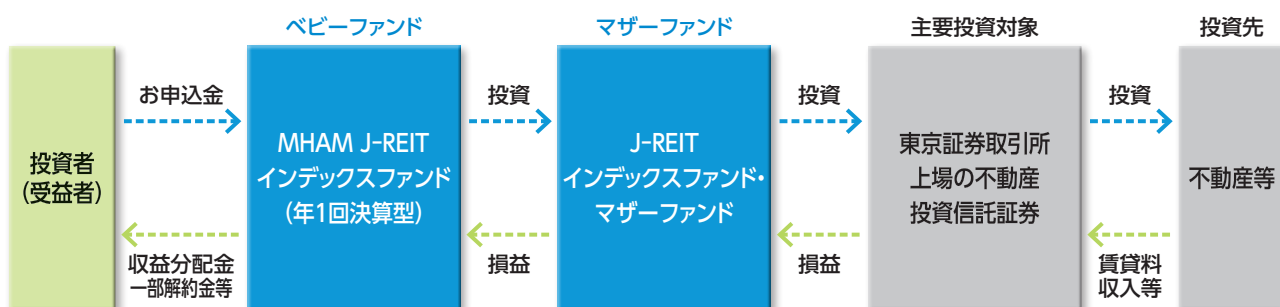 ベビーファンド
マザーファンド
主要投資対象
投資先
投資者
(受益者)
お申込金
収益分配金
一部解約金等
MHAM J-REIT
インデックスファンド
(年1回決算型)
投資
損益
J-REIT
インデックスファンド・
マザーファンド
投資
損益
東京証券取引所
上場の不動産
投資信託証券
投資
賃貸料
収入等
不動産等